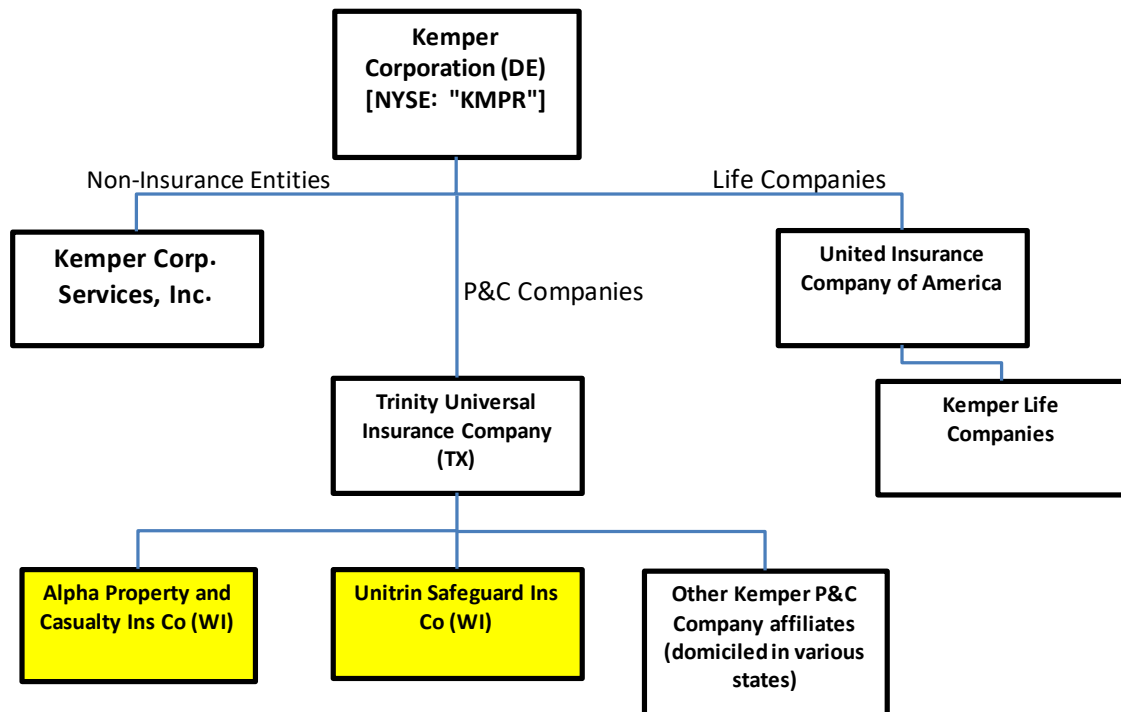 Kemper
Corporation (DE)
[NYSE:  "KMPR"]
Non-Insurance Entities
Life Companies
Kemper Corp.
Services, Inc.
P&C Companies
United Insurance
Company of America
Trinity Universal
Insurance Company
(TX)
Kemper Life
Companies
Alpha Property and
Casualty Ins Co (WI)
Unitrin Safeguard Ins
Co (WI)
Other Kemper P&C
Company affiliates
(domiciled in various
states)